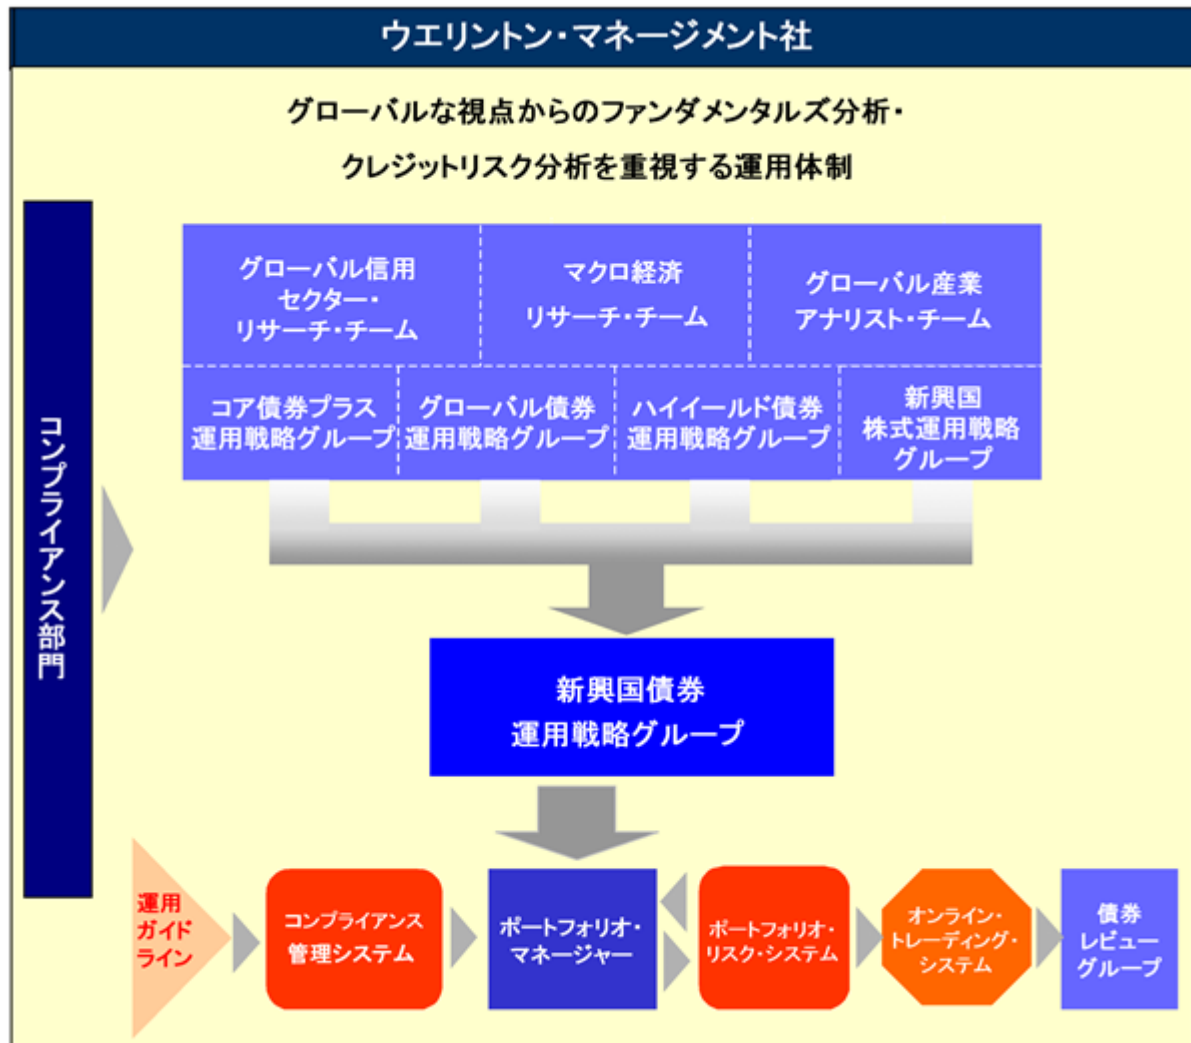 ウエリントン・マネージメント社
グローバルな視点からのファンダメンタルズ分析・
クレジットリスク分析を重視する運用体制
コンプライアンス部門
グローバル信用
セクター・
リサーチ・チーム
マクロ経済
リサーチ・チーム
グローバル産業
アナリスト・チーム
コア債券プラス
運用戦略グループ
グローバル債券
運用戦略グループ
ハイイールド債券
運用戦略グループ
新興国
株式運用戦略
グループ
新興国債券
運用戦略グループ
運用
ガイド
ライン
コンプライアンス
管理システム
ポートフォリオ・
マネージャー
ポートフォリオ・
リスク・システム
オンライン・
トレーディング・
システム
債券
レビュー
グループ